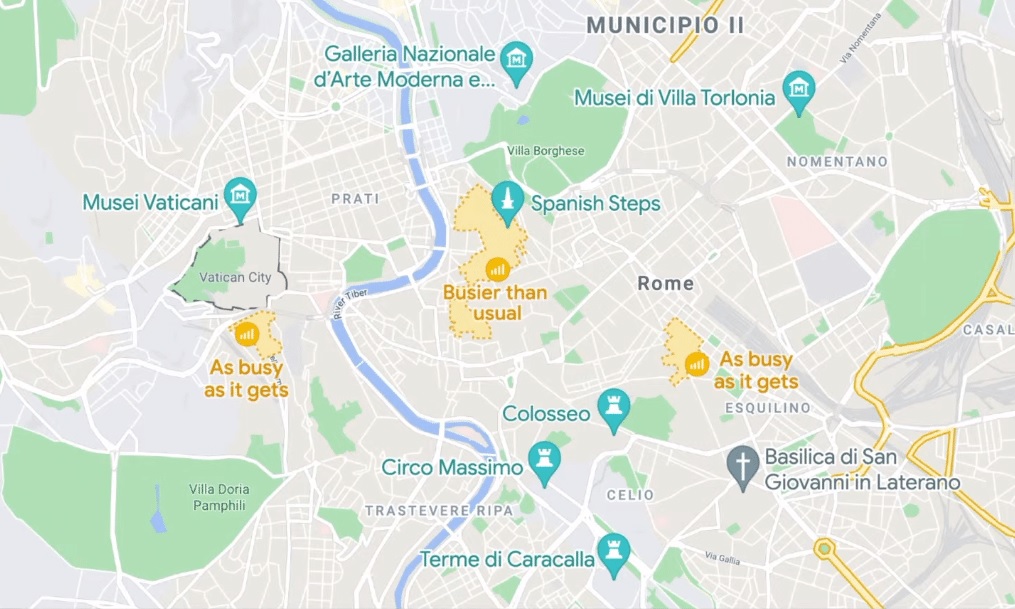 MUNICIPIO II
Galleria Nazionale
d'Arte Moderna e...
Via Nomentana
Musei di Villa Torlonia
Villa Borghese
NOMENTANO
PRATI
Musei Vaticani
Spanish Steps
Vatican City
Rome
River Tiber
Busier than
usual
CASAL
As busy
as it gets
As busy
as it gets
ESQUILINO
Colosseo
Circo Massimo
Basilica di San
Giovanni in Laterano
Villa Doria
Pamphili
CELIO
TRASTEVERE
RIPA
Terme di Caracalla
Via Gallia